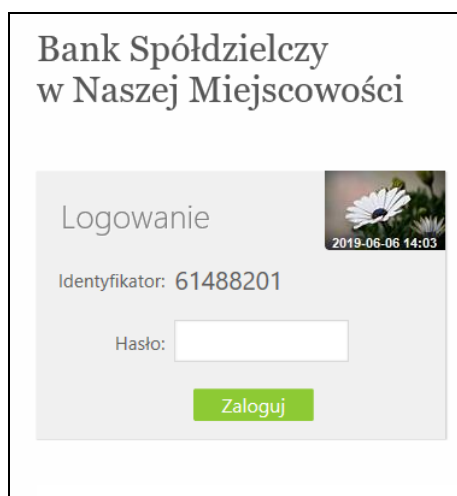 Bank Spółdzielczy
w Naszej Miejscowości
Logowanie
2019-06-06 14:03
Identyfikator: 61488201
Hasło:
Zaloguj